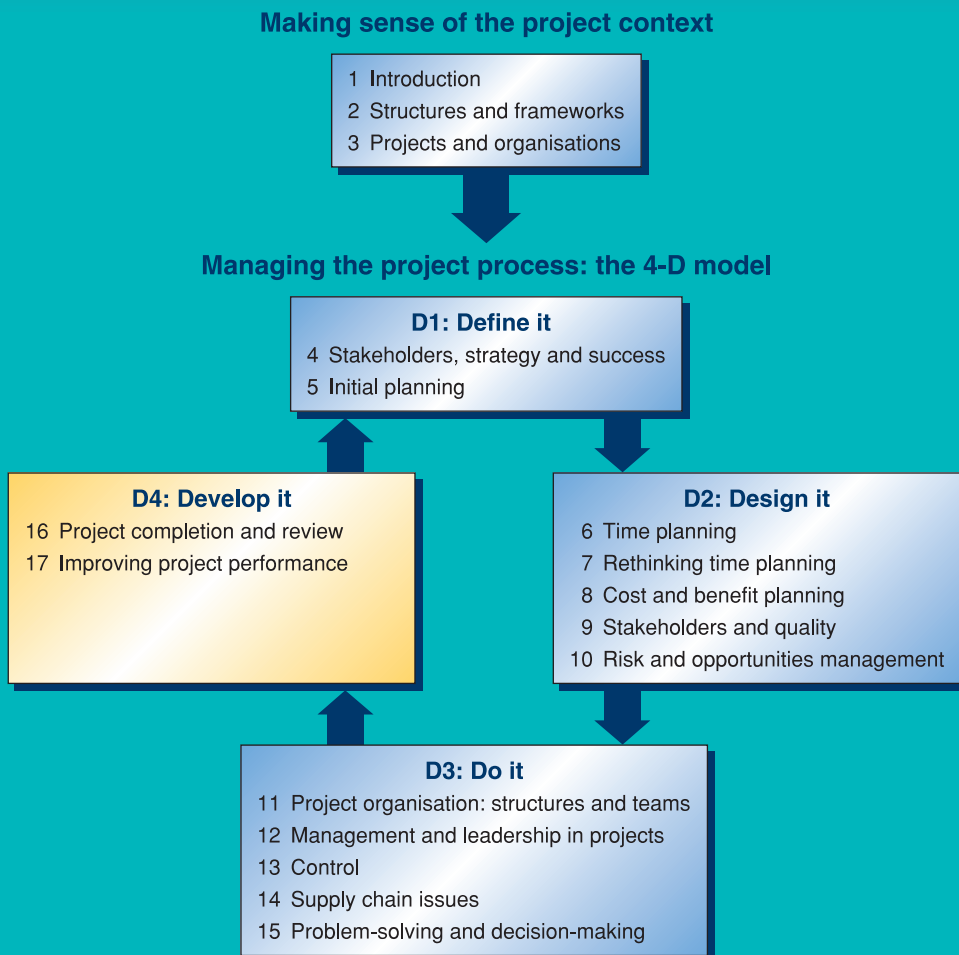 Making sense of the project context
1 Introduction
2 Structures and frameworks
3 Projects and organisations
Managing the project process: the 4-D model
D1: Define it
4 Stakeholders, strategy and success
5 Initial planning
D4: Develop it
16 Project completion and review
17 Improving project performance
D2: Design it
6 Time planning
7 Rethinking time planning
8 Cost and benefit planning
9 Stakeholders and quality
10 Risk and opportunities management
D3: Do it
11 Project organisation: structures and teams
12 Management and leadership in projects
13 Control
14 Supply chain issues
15 Problem-solving and decision-making